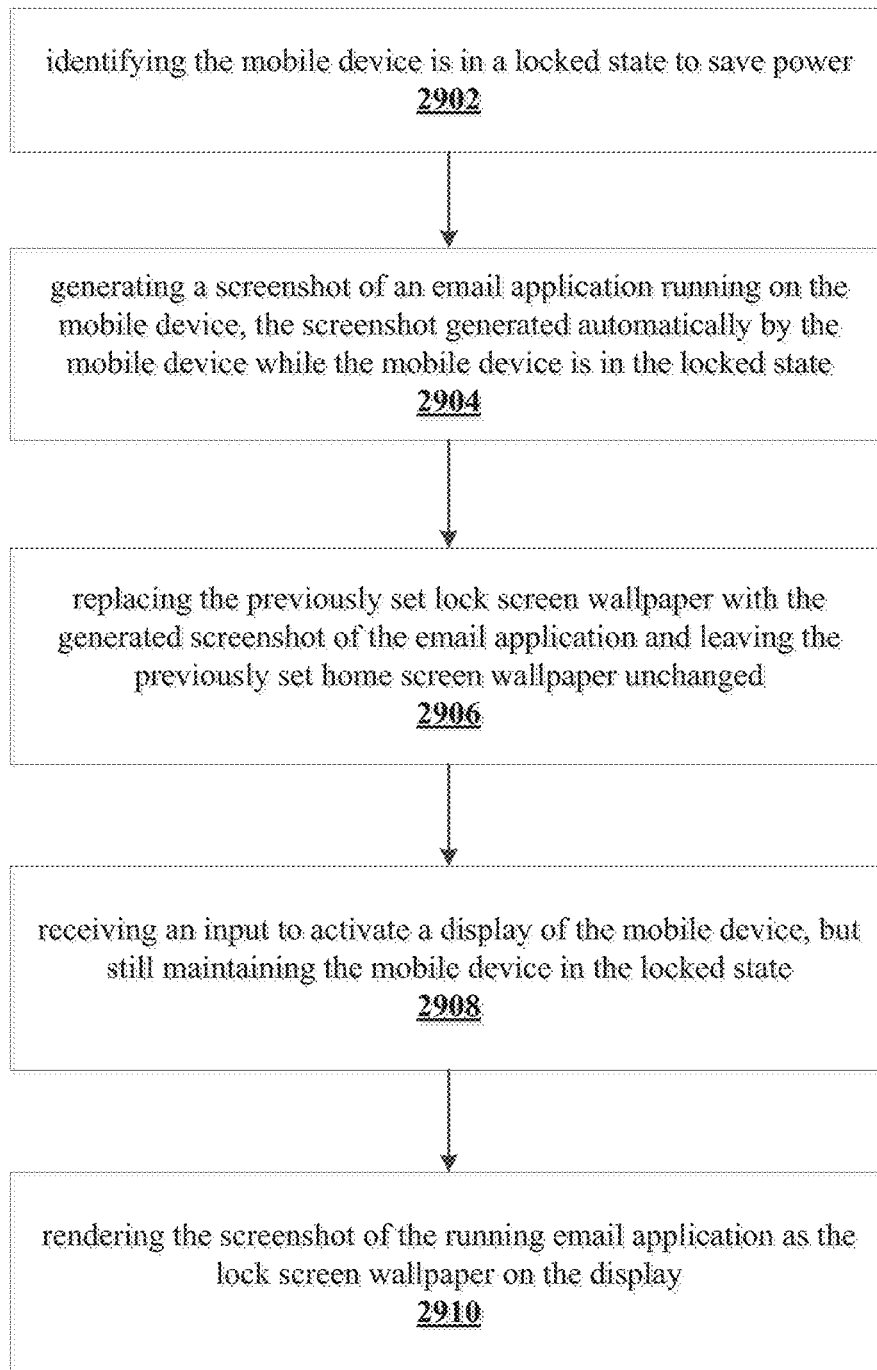 identifying the mobile device is in a locked state to save power
2902
generating a screenshot of an email application running on the
mobile device, the screenshot generated automatically by the
mobile device while the mobile device is in the locked state
2904
replacing the previously set lock screen wallpaper with the
generated screenshot of the email application and leaving the
previously set home screen wallpaper unchanged
2906
receiving an input to activate a display of the mobile device, but
still maintaining the mobile device in the locked state
2908
rendering the screenshot of the running email application as the
lock screen wallpaper on the display
2910